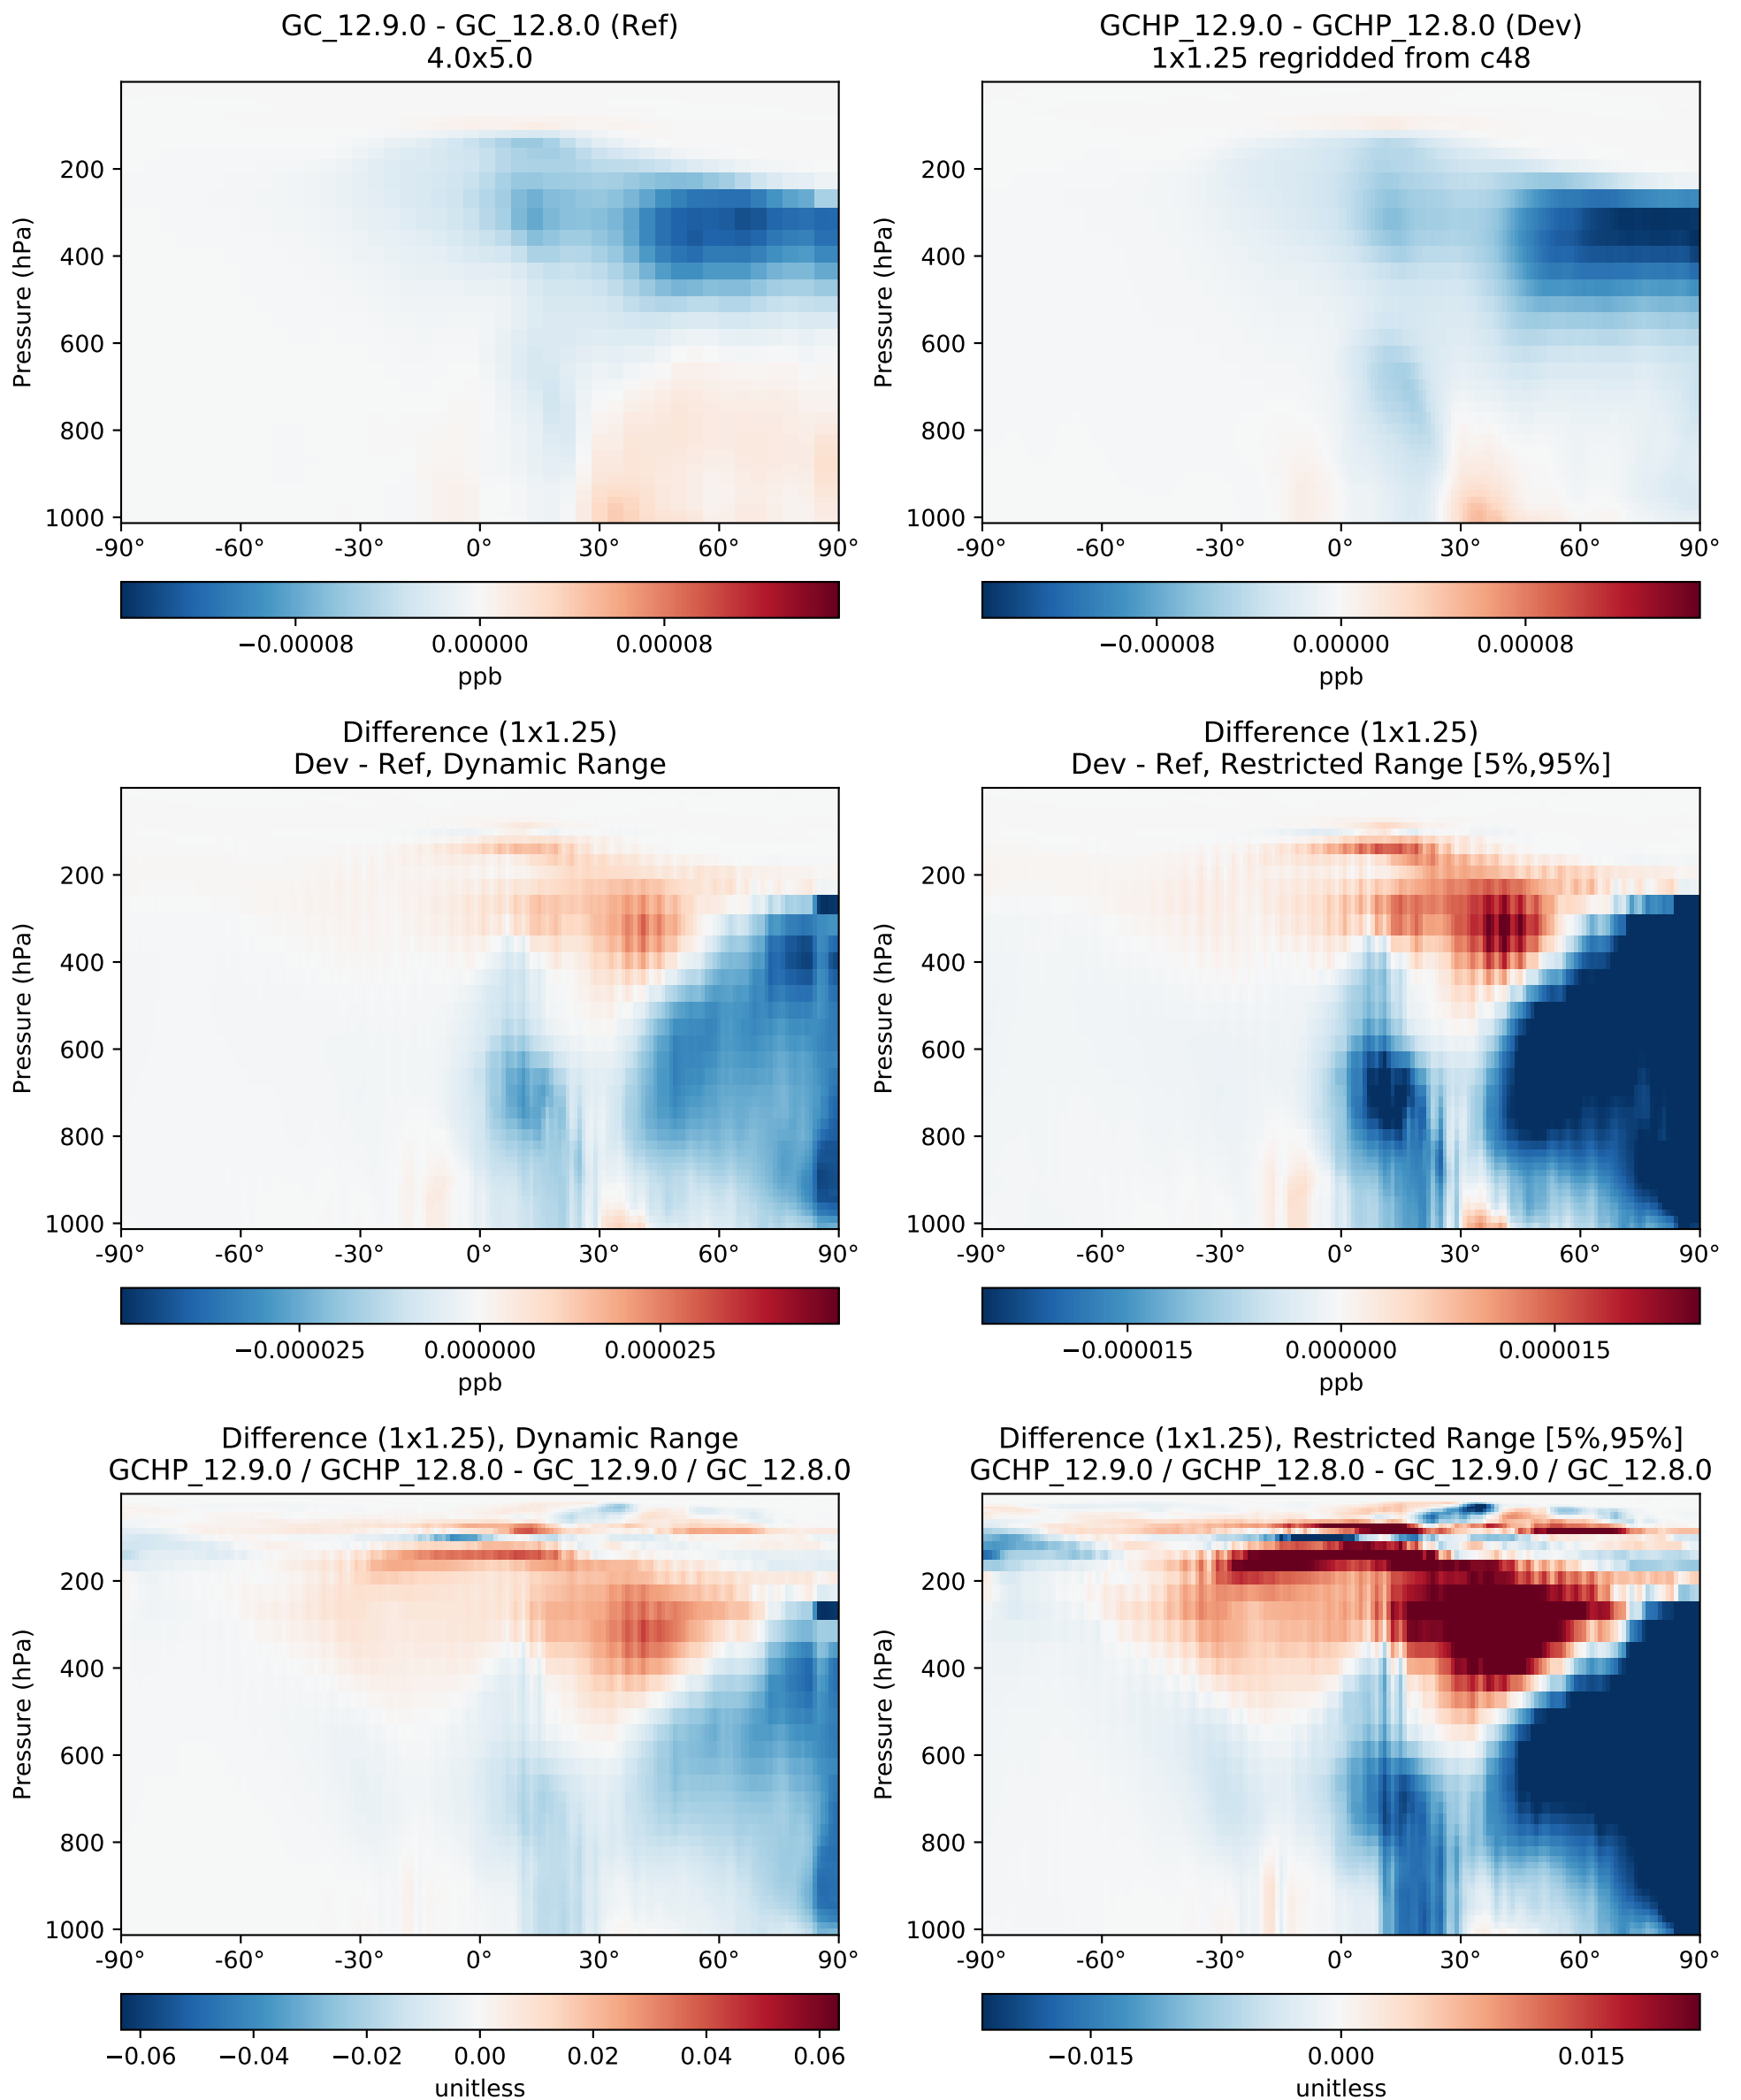 GC_12.9.0 - GC_12.8.0 (Ref)
4.0x5.0
Pressure (hPa)
200
400
600
800
1000
-90° -60° -30° 0° 30° 60° 90°
−0.00008 0.00000 0.00008
ppb
GCHP_12.9.0 - GCHP_12.8.0 (Dev)
1x1.25 regridded from c48
Pressure (hPa)
200
400
600
800
1000
-90° -60° -30° 0° 30° 60° 90°
−0.00008 0.00000 0.00008
ppb
Difference (1x1.25)
Dev - Ref, Dynamic Range
Pressure (hPa)
200
400
600
800
1000
-90° -60° -30° 0° 30° 60° 90°
−0.000025 0.000000 0.000025
ppb
Difference (1x1.25)
Dev - Ref, Restricted Range [5%,95%]
Pressure (hPa)
200
400
600
800
1000
-90° -60° -30° 0° 30° 60° 90°
−0.000015 0.000000 0.000015
ppb
Difference (1x1.25), Dynamic Range
GCHP_12.9.0 / GCHP_12.8.0 - GC_12.9.0 / GC_12.8.0
Pressure (hPa)
200
400
600
800
1000
-90° -60° -30° 0° 30° 60° 90°
−0.06 −0.04 −0.02 0.00 0.02 0.04 0.06
unitless
Difference (1x1.25), Restricted Range [5%,95%]
GCHP_12.9.0 / GCHP_12.8.0 - GC_12.9.0 / GC_12.8.0
Pressure (hPa)
200
400
600
800
1000
-90° -60° -30° 0° 30° 60° 90°
−0.015 0.000 0.015
unitless